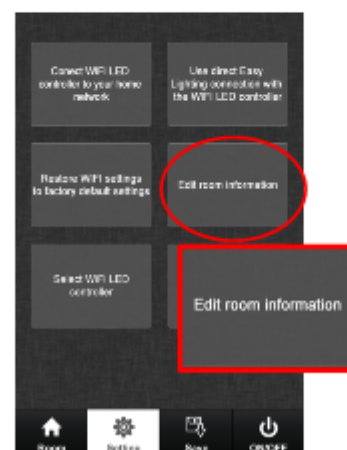 Conect WIFI LED
controller to your home
network
Use direct Easy
Lighting connection with
the WIFI LED controller
Restore WIFI settings
to factory default settings
Edit room information
Select WIFI LED
controller
Edit room information
Room
Setting
Save
ON/OFF